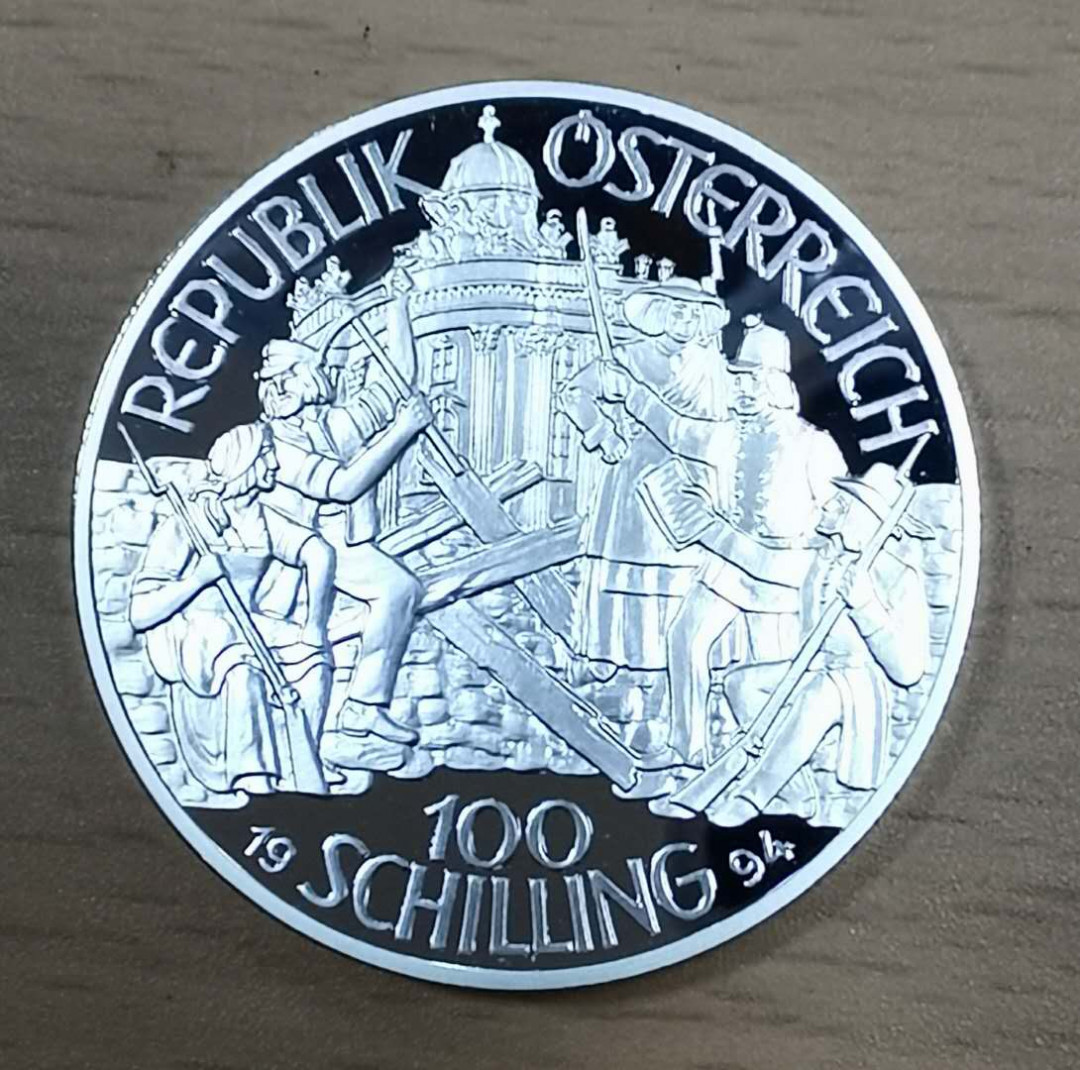 REPUBLIK ÖSTERREICH
100
19 SCHILLING 94